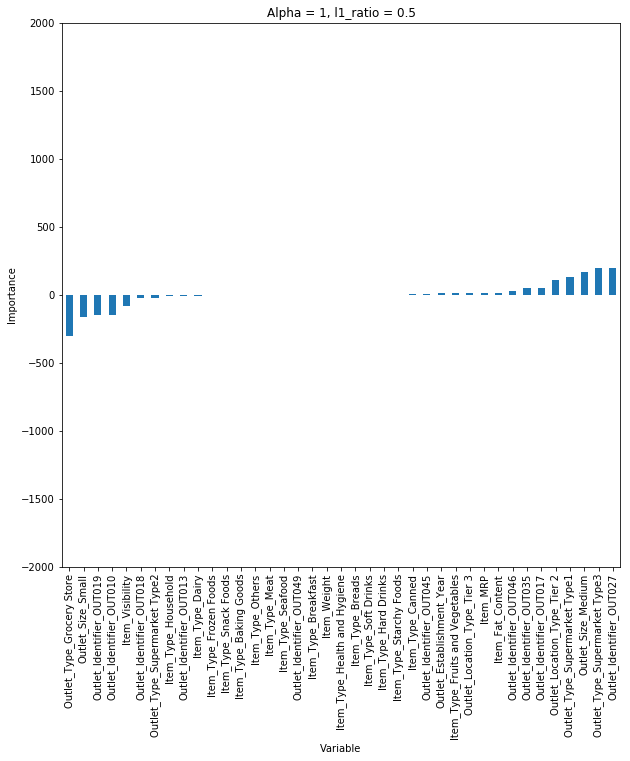 Alpha = 1, l1_ratio = 0.5
2000
1500
1000
500
0
−500
−1000
−1500
−2000
Importance
Outlet_Type_Grocery Store
Outlet_Size_Small
Outlet_Identifier_OUT019
Outlet_Identifier_OUT010
Item_Visibility
Outlet_Identifier_OUT018
Outlet_Type_Supermarket Type2
Item_Type_Household
Outlet_Identifier_OUT013
Item_Type_Dairy
Item_Type_Frozen Foods
Item_Type_Snack Foods
Item_Type_Baking Goods
Item_Type_Others
Item_Type_Meat
Item_Type_Seafood
Outlet_Identifier_OUT049
Item_Type_Breakfast
Item_Weight
Item_Type_Health and Hygiene
Item_Type_Breads
Item_Type_Soft Drinks
Item_Type_Hard Drinks
Item_Type_Starchy Foods
Item_Type_Canned
Outlet_Identifier_OUT045
Outlet_Establishment_Year
Item_Type_Fruits and Vegetables
Outlet_Location_Type_Tier 3
Item_MRP
Item_Fat_Content
Outlet_Identifier_OUT046
Outlet_Identifier_OUT035
Outlet_Identifier_OUT017
Outlet_Location_Type_Tier 2
Outlet_Type_Supermarket Type1
Outlet_Size_Medium
Outlet_Type_Supermarket Type3
Outlet_Identifier_OUT027
Variable